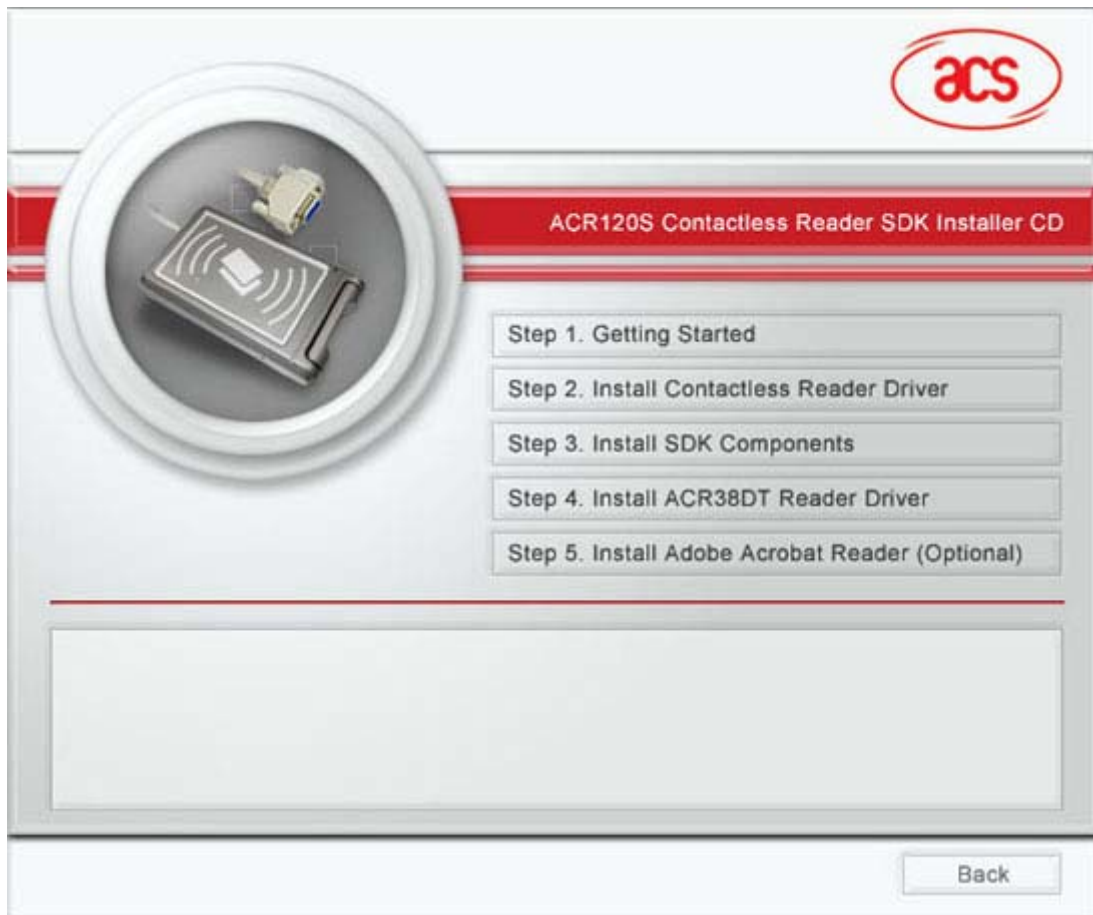 acs
ACR120S Contactless Reader SDK Installer CD
Step 1. Getting Started
Step 2. Install Contactless Reader Driver
Step 3. Install SDK Components
Step 4. Install ACR38DT Reader Driver
Step 5. Install Adobe Acrobat Reader (Optional)
Back